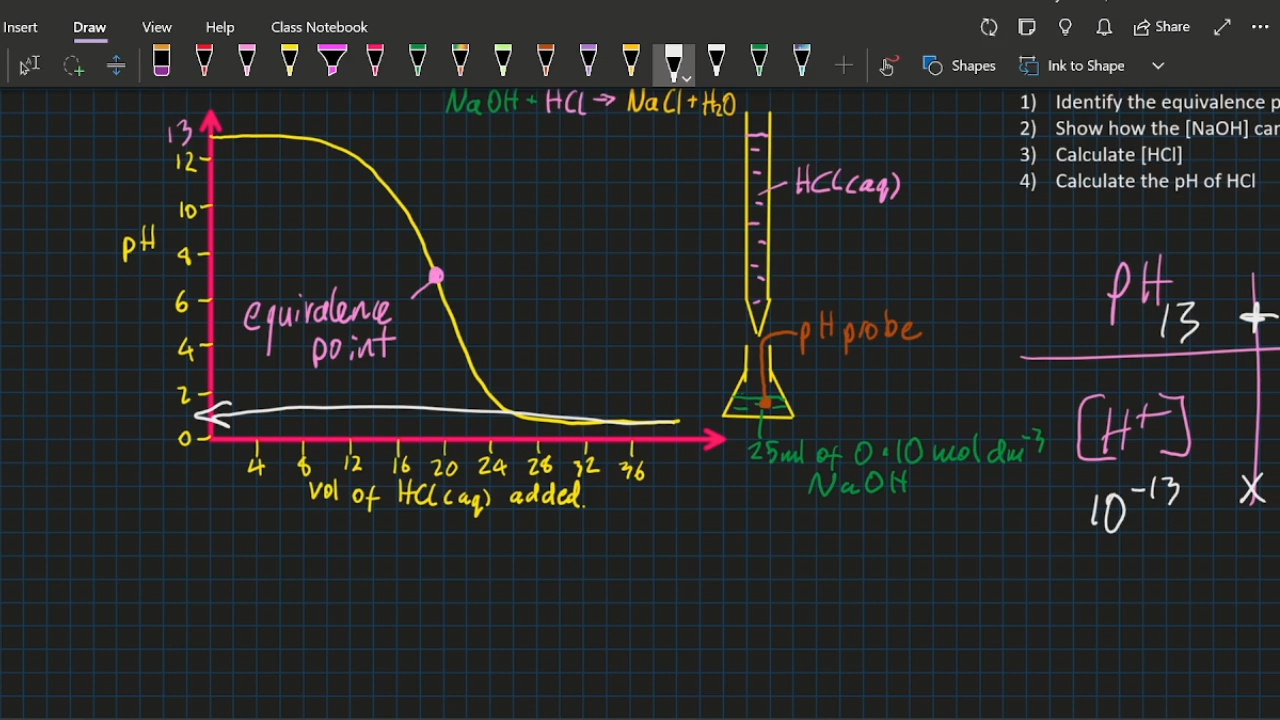 Insert Draw View Help Class Notebook Share
Shapes Ink to Shape
NaOH + HCl → NaCl + H₂O
1) Identify the equivalence p
2) Show how the [NaOH] car
3) Calculate [HCl]
4) Calculate the pH of HCl
13
12
10
8
6
4
2
0
pH
equivalence
point
4 8 12 16 20 24 28 32 36
Vol of HCl(aq) added.
HCl(aq)
pH probe
25ml of 0·10 mol dm⁻³
NaOH
pH
13 +
[H⁺]
10⁻¹³ x